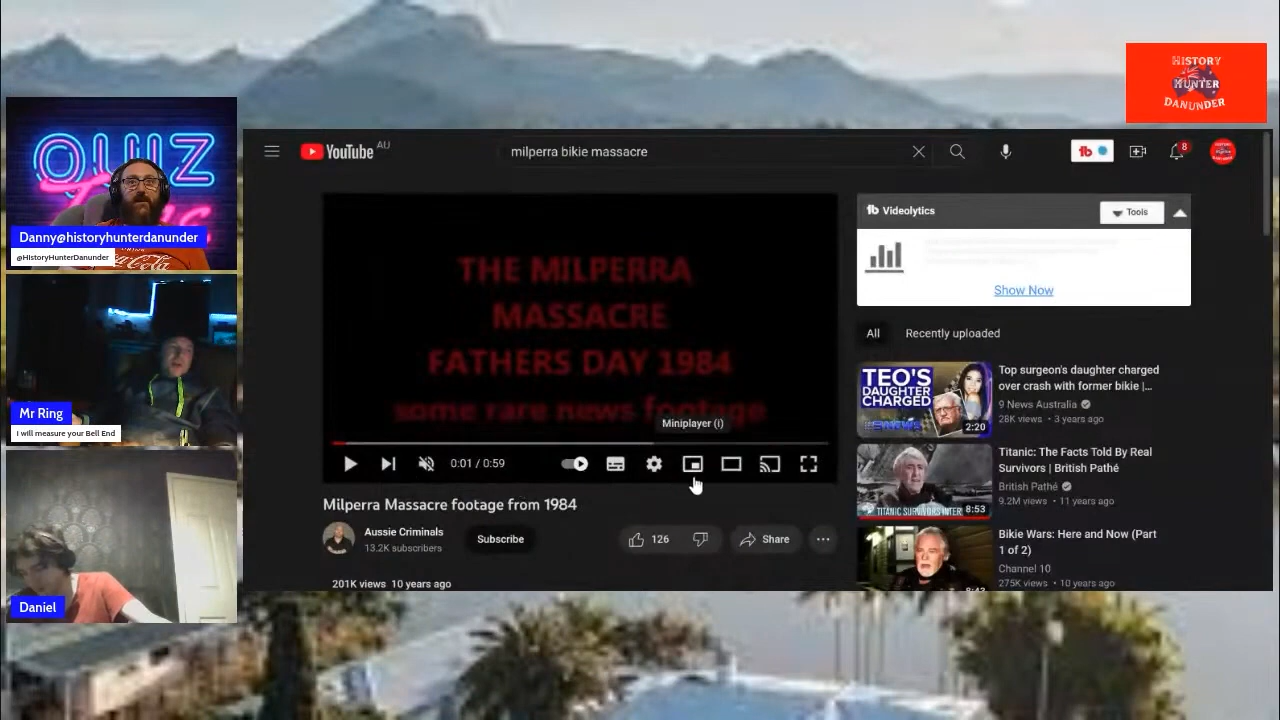 HISTORY
HUNTER
DANUNDER
QUIZ
Danny@historyhunterdanunder
@HistoryHunterDanunder
Coca-Cola
Mr Ring
I will measure your Bell End
Daniel
YouTube AU
milperra bikie massacre
8
THE MILPERRA
MASSACRE
FATHERS DAY 1984
some rare news footage
Miniplayer (i)
0:01 / 0:59
Milperra Massacre footage from 1984
Aussie Criminals
13.2K subscribers
Subscribe
126
Share
201K views 10 years ago
Videolytics
Tools
Show Now
All
Recently uploaded
TEO'S
DAUGHTER
CHARGED
2:20
Top surgeon's daughter charged
over crash with former bikie |...
9 News Australia
28K views • 3 years ago
TITANIC SURVIVORS INTER
8:53
Titanic: The Facts Told By Real
Survivors | British Pathé
British Pathé
9.2M views • 11 years ago
Bikie Wars: Here and Now (Part
1 of 2)
Channel 10
275K views • 10 years ago